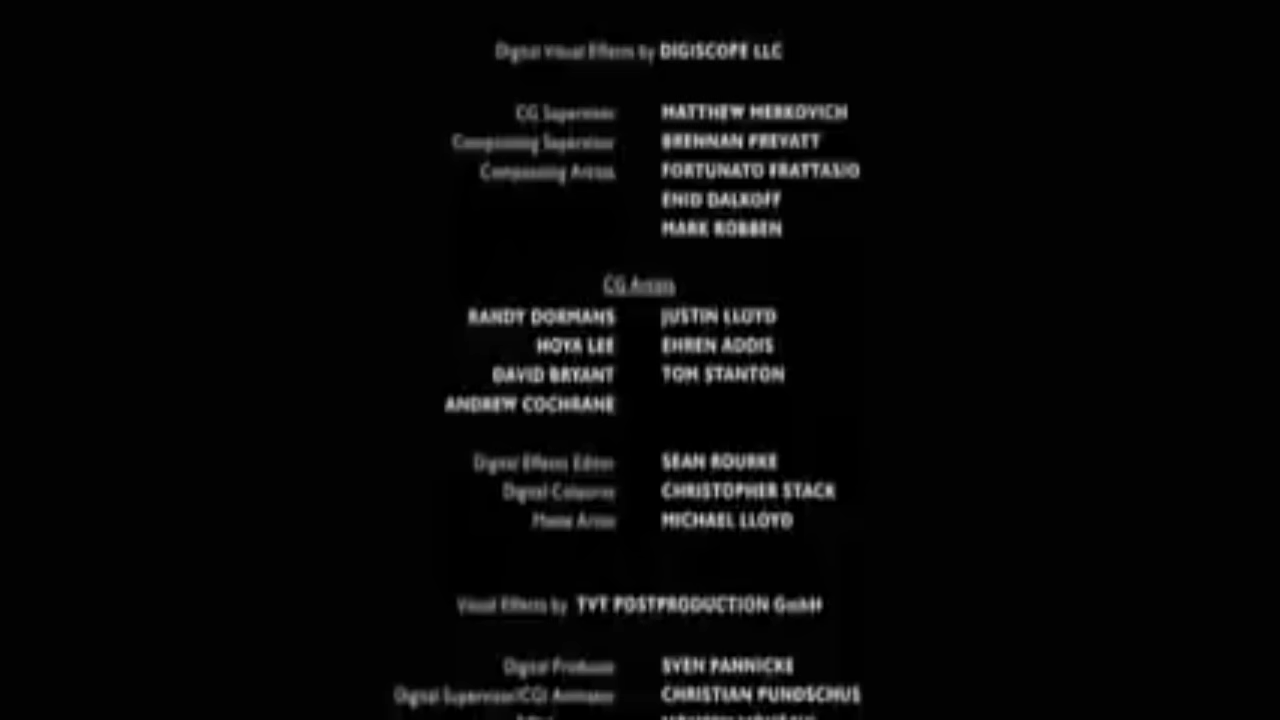 Digital Visual Effects by DIGISCOPE LLC
CG Supervisor MATTHEW MERKOVICH
Compositing Supervisor BRENNAN PREVATT
Compositing Artists FORTUNATO FRATTASIO
ENID DALKOFF
MARK ROBBEN
CG Artists
RANDY DORMANS JUSTIN LLOYD
HOYA LEE EHREN ADDIS
DAVID BRYANT TOM STANTON
ANDREW COCHRANE
Digital Effects Editor SEAN ROURKE
Digital Colourist CHRISTOPHER STACK
Matte Artist MICHAEL LLOYD
Visual Effects by TVT POSTPRODUCTION GmbH
Digital Producer SVEN PANNICKE
Digital Supervisor/CGI Animator CHRISTIAN PUNDSCHUS